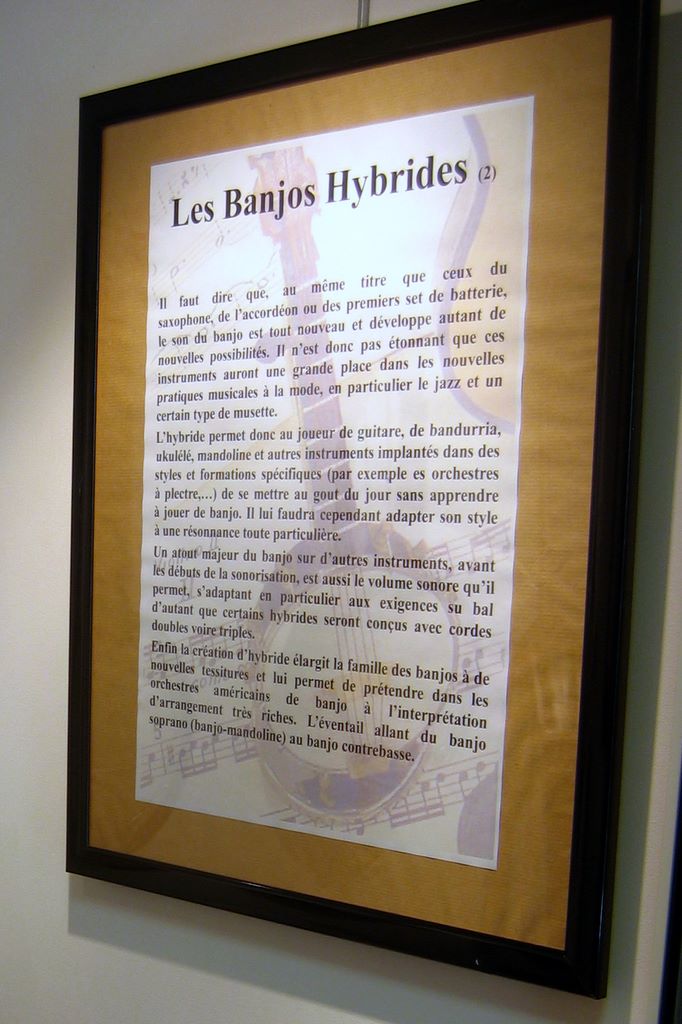 Les Banjos Hybrides (2)
Il faut dire que, au même titre que ceux du
saxophone, de l'accordéon ou des premiers set de batterie,
le son du banjo est tout nouveau et développe autant de
nouvelles possibilités. Il n'est donc pas étonnant que ces
instruments auront une grande place dans les nouvelles
pratiques musicales à la mode, en particulier le jazz et un
certain type de musette.
L'hybride permet donc au joueur de guitare, de bandurria,
ukulélé, mandoline et autres instruments implantés dans des
styles et formations spécifiques (par exemple es orchestres
à plectre,...) de se mettre au gout du jour sans apprendre
à jouer de banjo. Il lui faudra cependant adapter son style
à une résonnance toute particulière.
Un atout majeur du banjo sur d'autres instruments, avant
les débuts de la sonorisation, est aussi le volume sonore qu'il
permet, s'adaptant en particulier aux exigences su bal
d'autant que certains hybrides seront conçus avec cordes
doubles voire triples.
Enfin la création d'hybride élargit la famille des banjos à de
nouvelles tessitures et lui permet de prétendre dans les
orchestres américains de banjo à l'interprétation
d'arrangement très riches. L'éventail allant du banjo
soprano (banjo-mandoline) au banjo contrebasse.